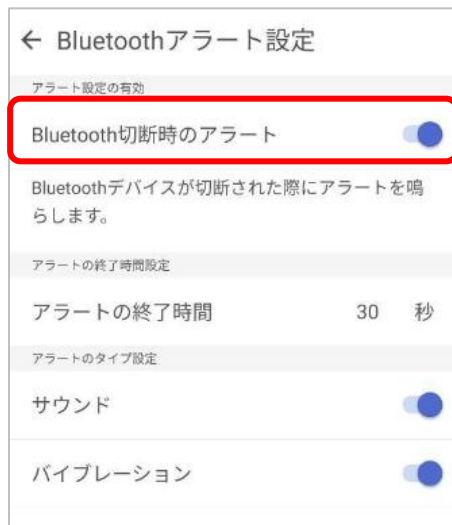 ← Bluetoothアラート設定
アラート設定の有効
Bluetooth切断時のアラート
Bluetoothデバイスが切断された際にアラートを鳴
らします。
アラートの終了時間設定
アラートの終了時間 30 秒
アラートのタイプ設定
サウンド
バイブレーション